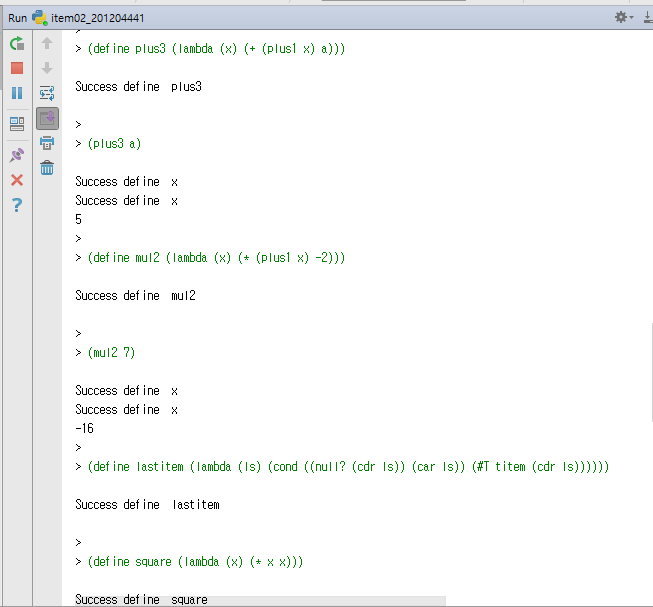 Run item02_201204441
>
> (define plus3 (lambda (x) (+ (plus1 x) a)))
Success define plus3
>
> (plus3 a)
Success define x
Success define x
5
>
> (define mul2 (lambda (x) (* (plus1 x) -2)))
Success define mul2
>
> (mul2 7)
Success define x
Success define x
-16
>
> (define lastitem (lambda (ls) (cond ((null? (cdr ls)) (car ls)) (#T titem (cdr ls))))))
Success define lastitem
>
> (define square (lambda (x) (* x x)))
Success define square